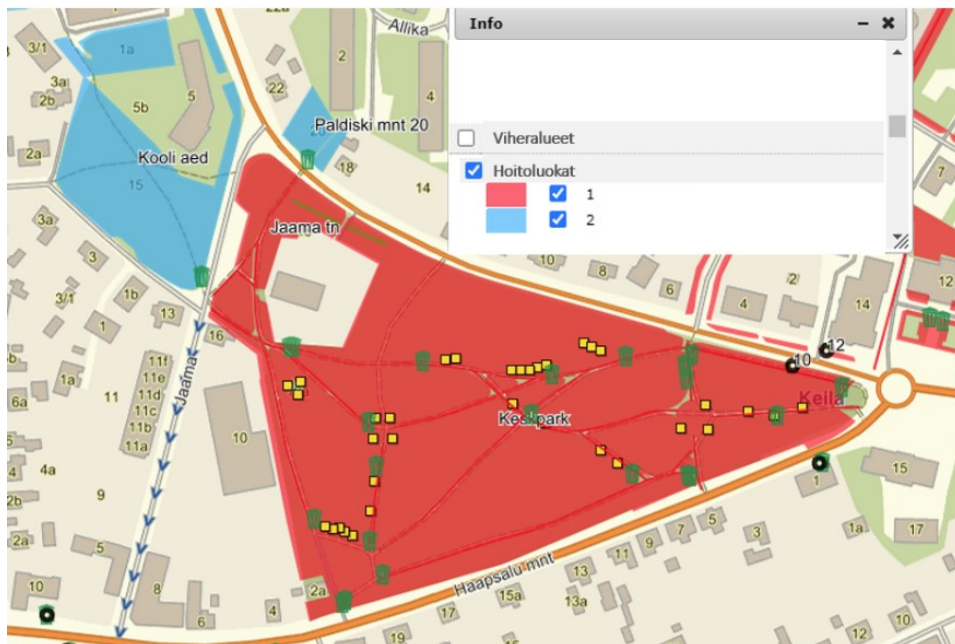 Info
Viheralueet
Hoitoluokat
1
2
22a
Allika
3/1
1a
3a
2b
5
22
2
4
5b
Paldiski mnt 20
2a
Kooli aed
18
15
14
3a
Jaama tn
3
10
8
6
4
2
14
12
7
3/1
1b
1
13
16
10
12
11f
1a
11e
11d
6a
11
11c
11b
11a
Jaama
Keila
Keskpark
10
4a
2b
9
1
15
2a
5
1a
17
5
7
9
11
Haapsalu mnt
13
10
8
2a
15a
13a
4
6
17
19